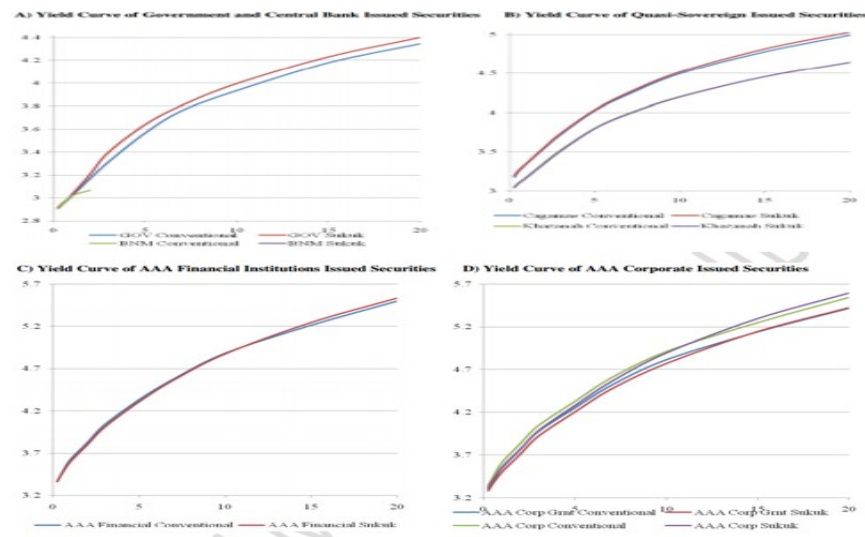 A) Yield Curve of Government and Central Bank Issued Securities
4.4
4.2
4
3.8
3.6
3.4
3.2
3
2.8
0 5 10 15 20
GOV Conventional GOV Sukuk
BNM Conventional BNM Sukuk
B) Yield Curve of Quasi-Sovereign Issued Securities
5
4.5
4
3.5
3
0 5 10 15 20
Cagamas Conventional Cagamas Sukuk
Khazanah Conventional Khazanah Sukuk
C) Yield Curve of AAA Financial Institutions Issued Securities
5.7
5.2
4.7
4.2
3.7
3.2
0 5 10 15 20
AAA Financial Conventional AAA Financial Sukuk
D) Yield Curve of AAA Corporate Issued Securities
5.7
5.2
4.7
4.2
3.7
3.2
0 5 10 15 20
AAA Corp Grnt Conventional AAA Corp Grnt Sukuk
AAA Corp Conventional AAA Corp Sukuk